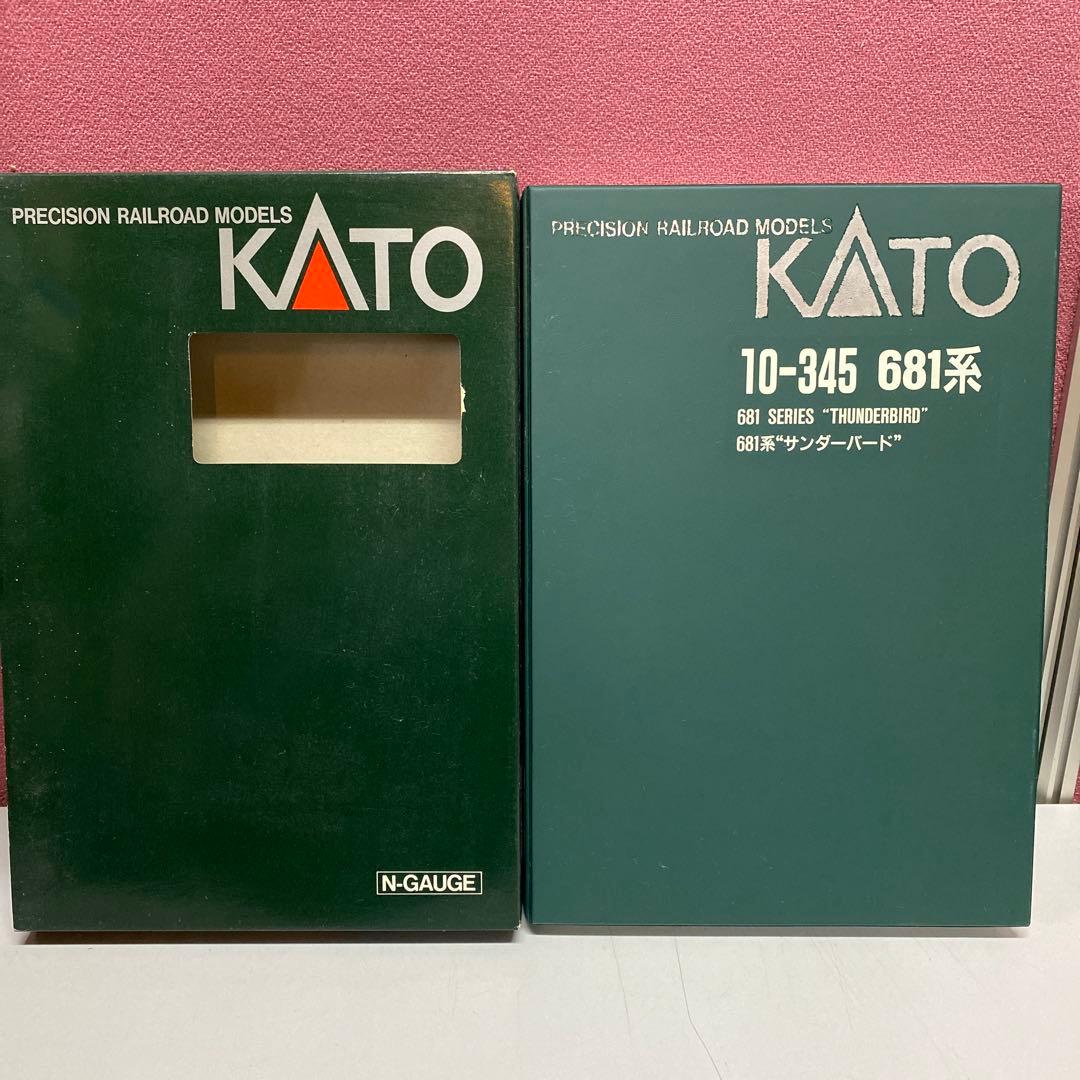 PRECISION RAILROAD MODELS
KATO
N-GAUGE
PRECISION RAILROAD MODELS
KATO
10-345 681系
681 SERIES “THUNDERBIRD”
681系“サンダーバード”